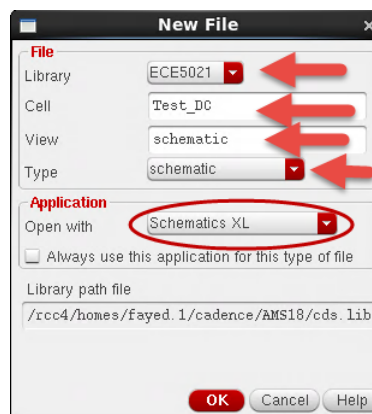 New File
File
Library ECE5021
Cell Test_DC
View schematic
Type schematic
Application
Open with Schematics XL
Always use this application for this type of file
Library path file
/rcc4/homes/fayed.1/cadence/AMS18/cds.lib
OK Cancel Help